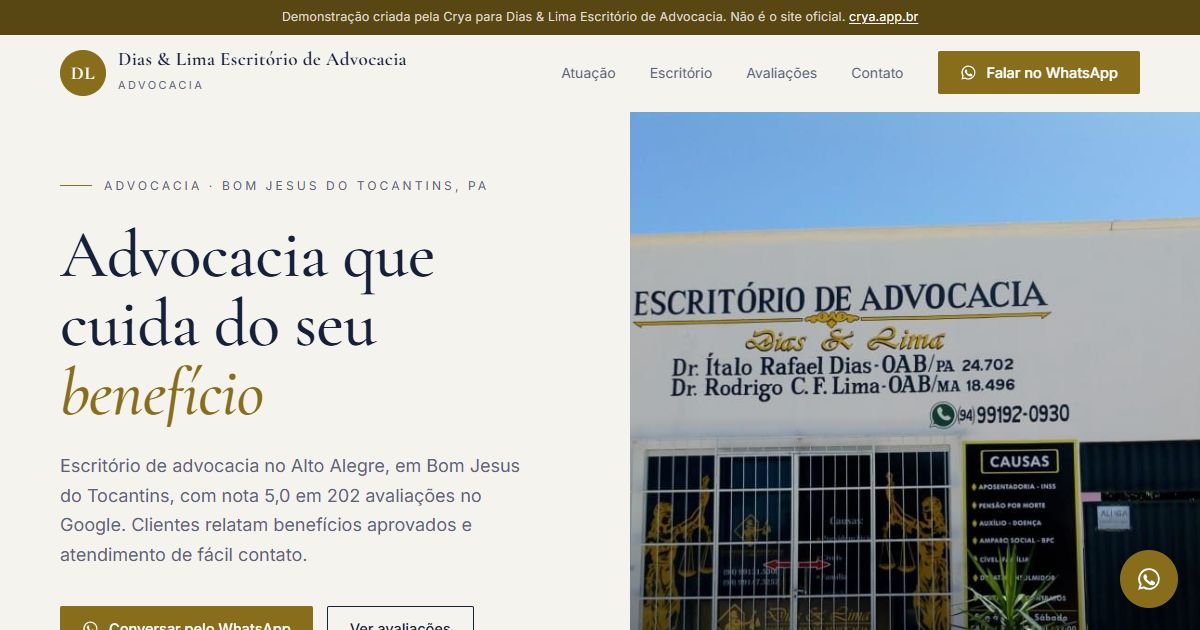 Demonstração criada pela Crya para Dias & Lima Escritório de Advocacia. Não é o site oficial. crya.app.br
DL
Dias & Lima Escritório de Advocacia
ADVOCACIA
Atuação
Escritório
Avaliações
Contato
Falar no WhatsApp
ADVOCACIA · BOM JESUS DO TOCANTINS, PA
Advocacia que
cuida do seu
benefício
Escritório de advocacia no Alto Alegre, em Bom Jesus
do Tocantins, com nota 5,0 em 202 avaliações no
Google. Clientes relatam benefícios aprovados e
atendimento de fácil contato.
Conversar pelo WhatsApp
Ver avaliações
ESCRITÓRIO DE ADVOCACIA
Dias & Lima
Dr. Ítalo Rafael Dias-OAB/PA 24.702
Dr. Rodrigo C. F. Lima-OAB/MA 18.496
(94) 99192-0930
CAUSAS
APOSENTADORIA - INSS
PENSÃO POR MORTE
AUXÍLIO - DOENÇA
AMPARO SOCIAL - BPC
Causas:
Família
Dias & Lima
Sábado